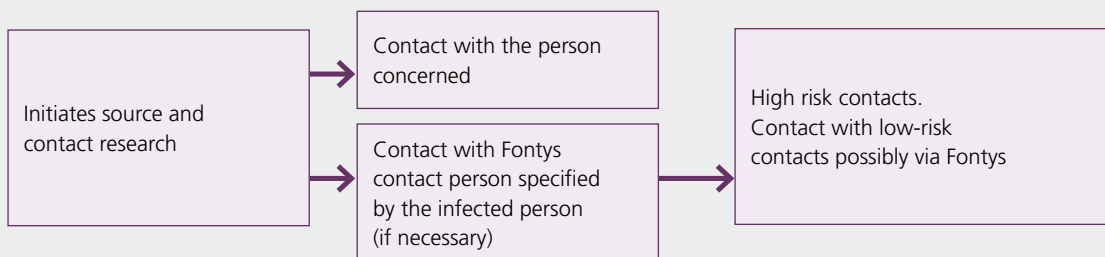 Initiates source and
contact research
Contact with the person
concerned
Contact with Fontys
contact person specified
by the infected person
(if necessary)
High risk contacts.
Contact with low-risk
contacts possibly via Fontys